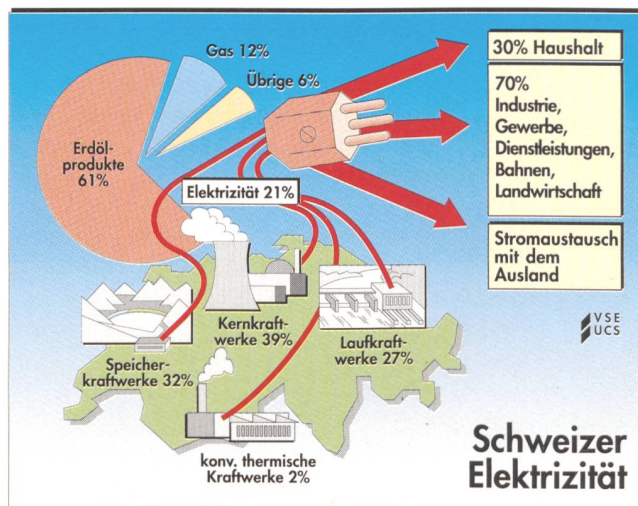 Gas 12%
Übrige 6%
Erdöl-
produkte
61%
Elektrizität 21%
30% Haushalt
70%
Industrie,
Gewerbe,
Dienstleistungen,
Bahnen,
Landwirtschaft
Stromaustausch
mit dem
Ausland
VSE
UCS
Kernkraft-
werke 39%
Laufkraft-
werke 27%
Speicher-
kraftwerke 32%
konv. thermische
Kraftwerke 2%
Schweizer
Elektrizität